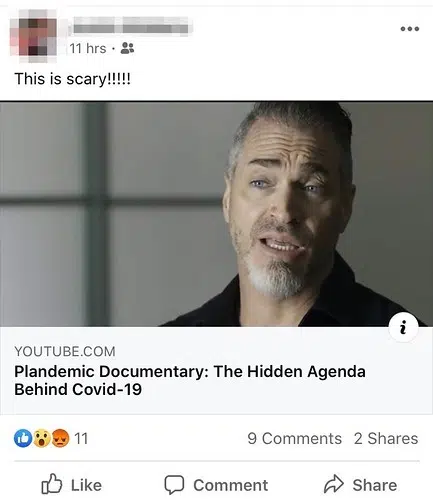 11 hrs ·
This is scary!!!!!
i
YOUTUBE.COM
Plandemic Documentary: The Hidden Agenda
Behind Covid-19
11
9 Comments 2 Shares
Like Comment Share